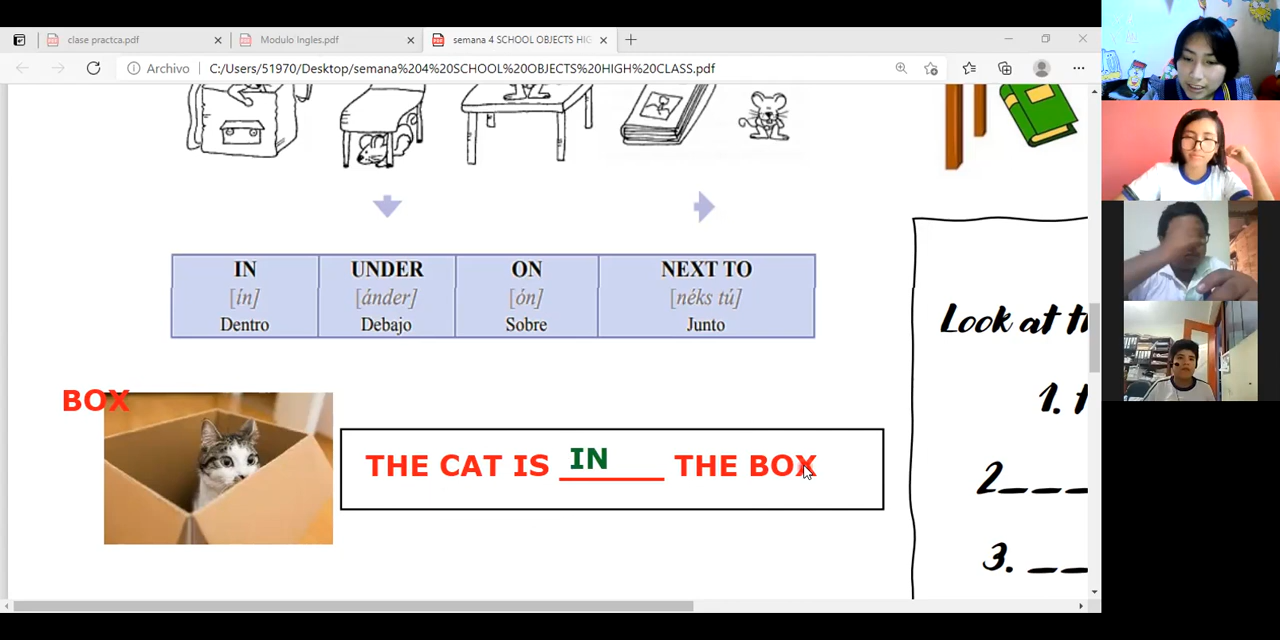 clase practca.pdf
Modulo Ingles.pdf
semana 4 SCHOOL OBJECTS HIG
Archivo
C:/Users/51970/Desktop/semana%204%20SCHOOL%20OBJECTS%20HIGH%20CLASS.pdf
IN UNDER ON NEXT TO
[ín] [ánder] [ón] [néks tú]
Dentro Debajo Sobre Junto
Look at
1.
BOX
THE CAT IS IN THE BOX
2
3.